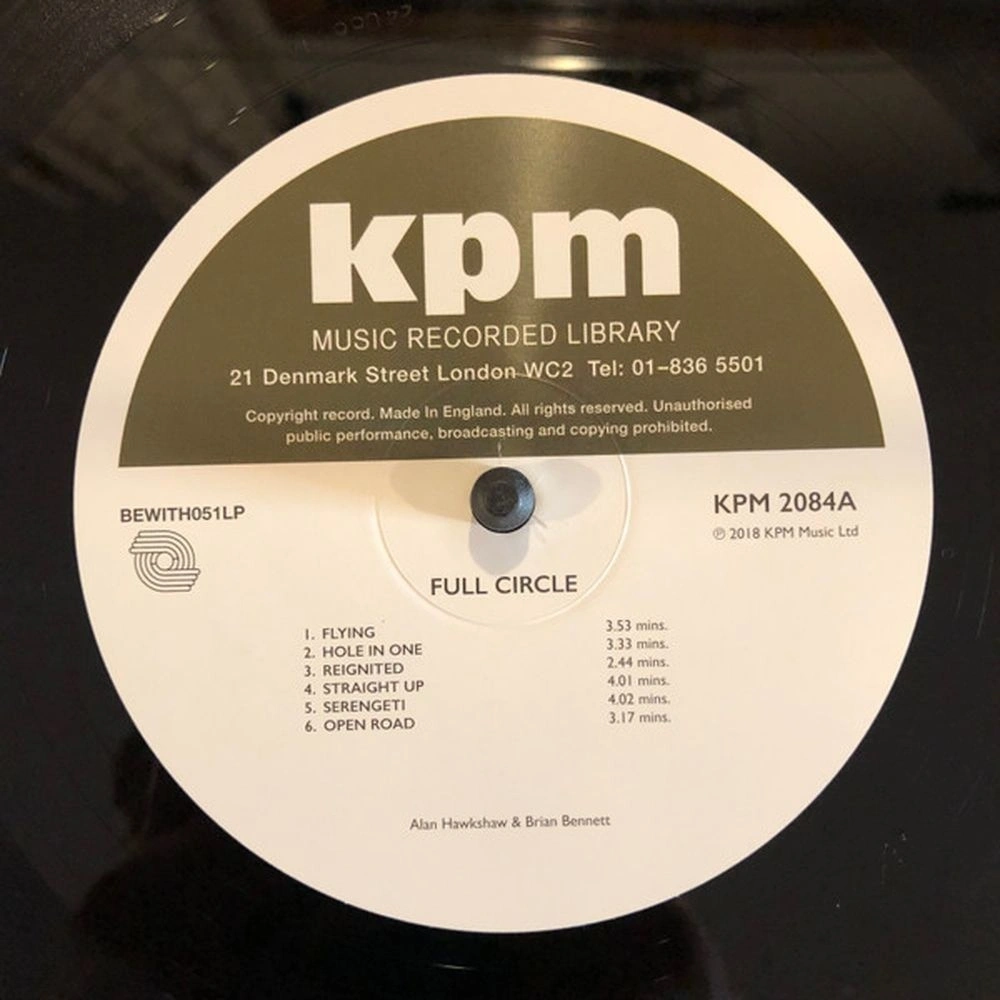 kpm
MUSIC RECORDED LIBRARY
21 Denmark Street London WC2 Tel: 01-836 5501
Copyright record. Made In England. All rights reserved. Unauthorised
public performance, broadcasting and copying prohibited.
BEWITH051LP
KPM 2084A
℗ 2018 KPM Music Ltd
FULL CIRCLE
1. FLYING 3.53 mins.
2. HOLE IN ONE 3.33 mins.
3. REIGNITED 2.44 mins.
4. STRAIGHT UP 4.01 mins.
5. SERENGETI 4.02 mins.
6. OPEN ROAD 3.17 mins.
Alan Hawkshaw & Brian Bennett